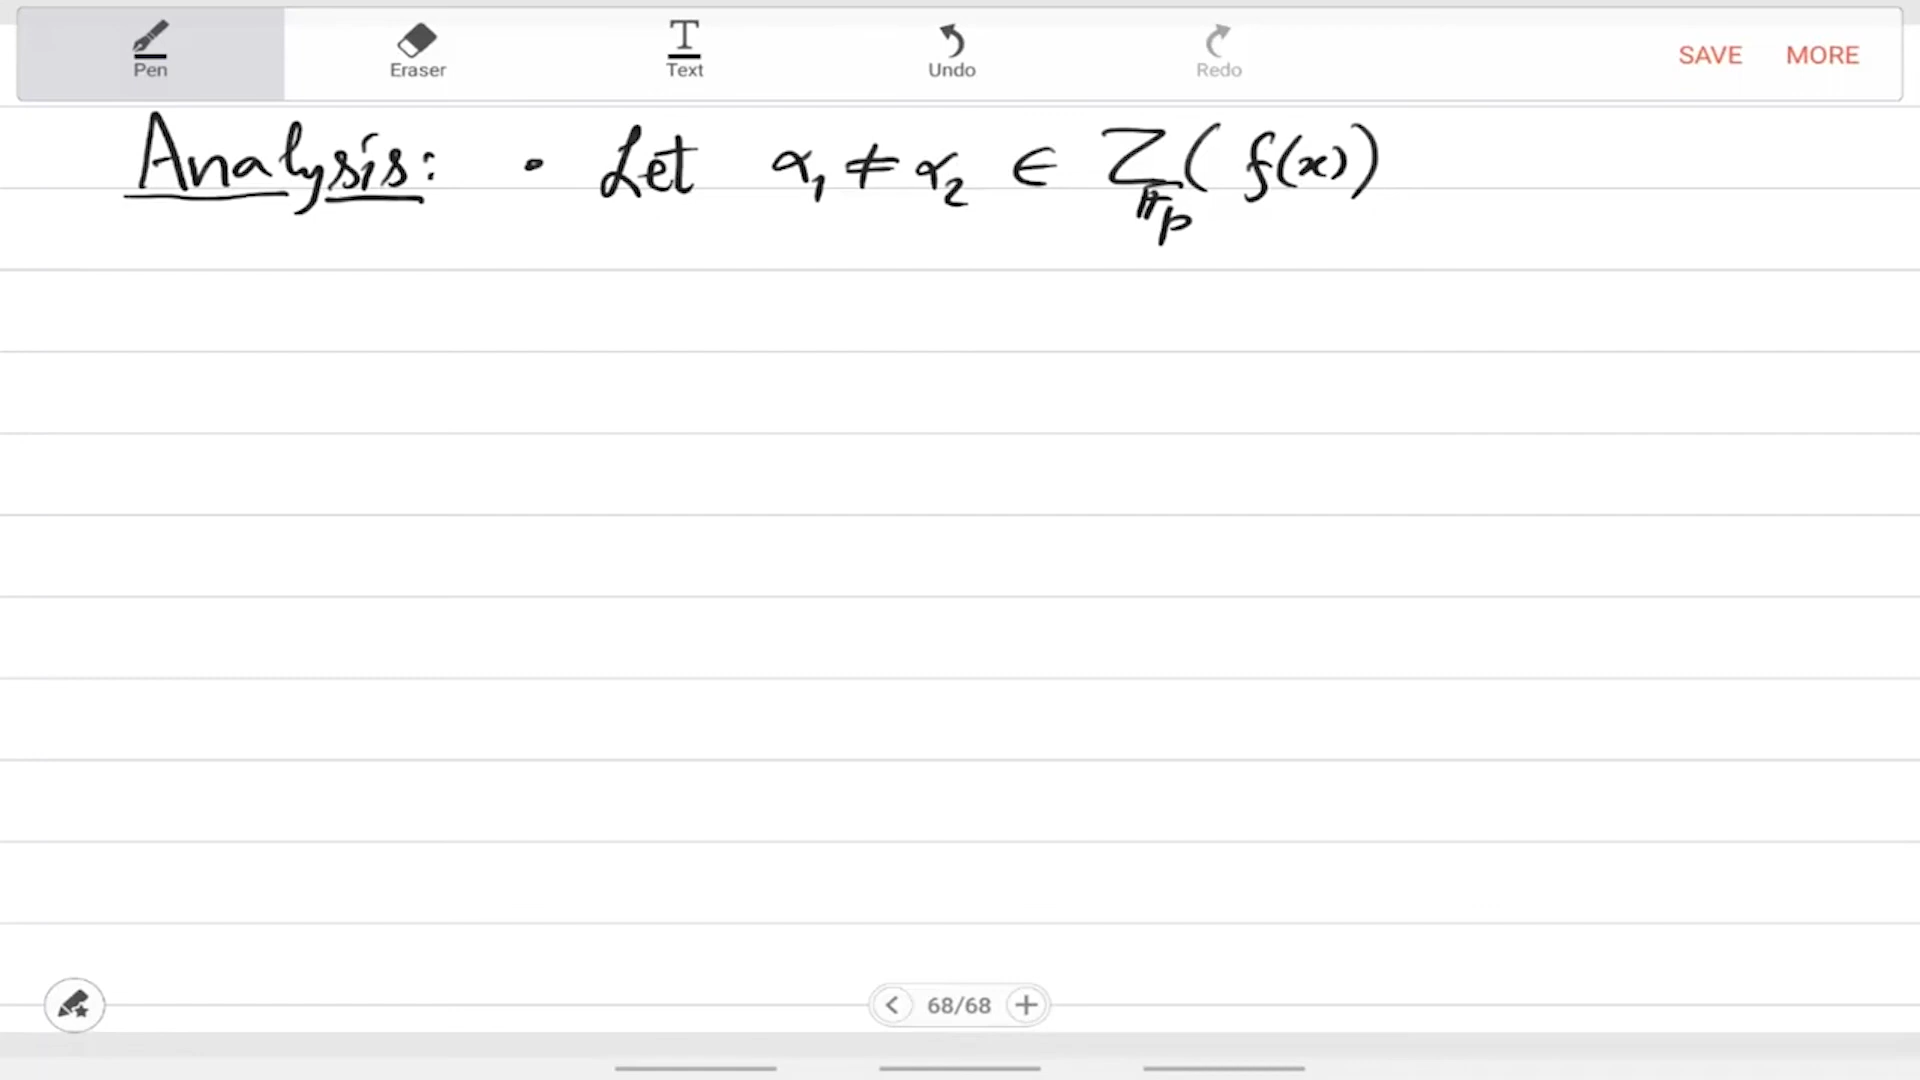 Pen Eraser Text Undo Redo SAVE MORE
Analysis: • Let α₁ ≠ α₂ ∈ Z_𝔽ₚ( f(x))
68/68